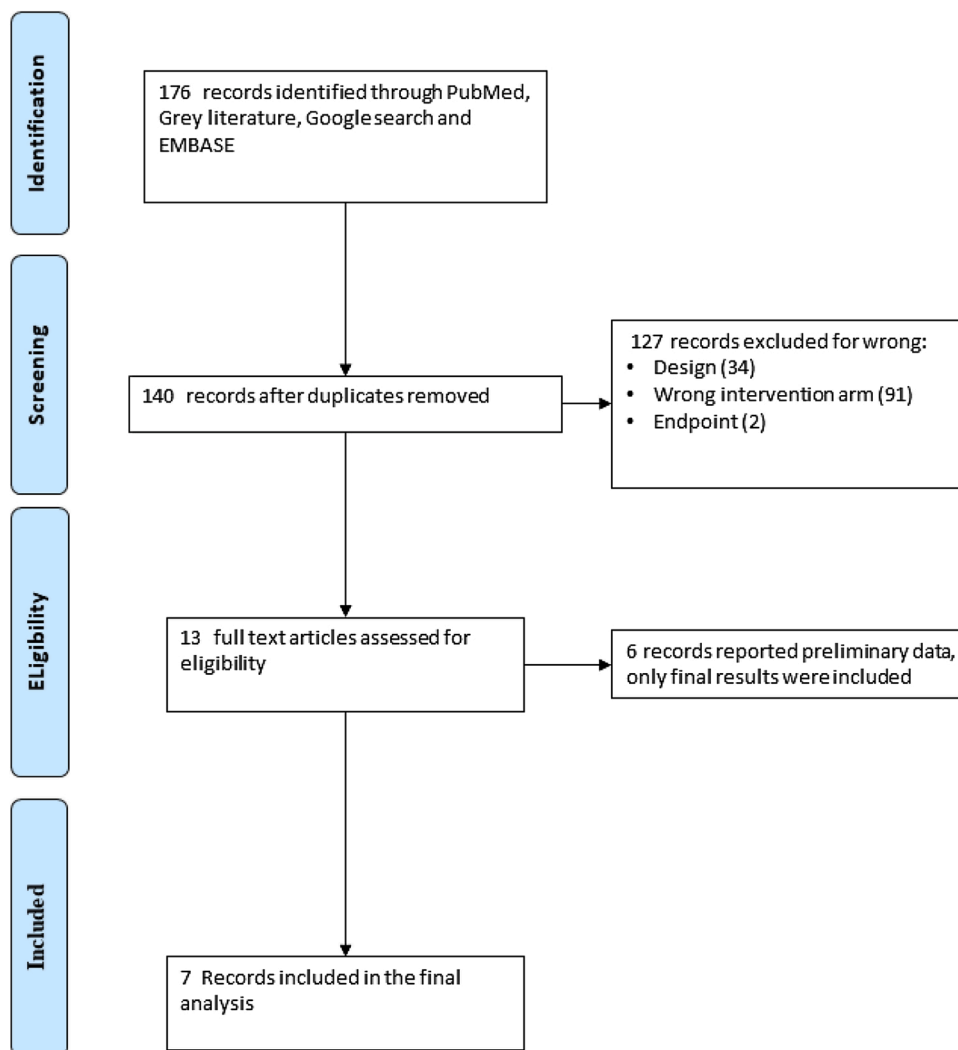 Identification
176 records identified through PubMed,
Grey literature, Google search and
EMBASE
Screening
140 records after duplicates removed
127 records excluded for wrong:
• Design (34)
• Wrong intervention arm (91)
• Endpoint (2)
ELigibility
13 full text articles assessed for
eligibility
6 records reported preliminary data,
only final results were included
Included
7 Records included in the final
analysis